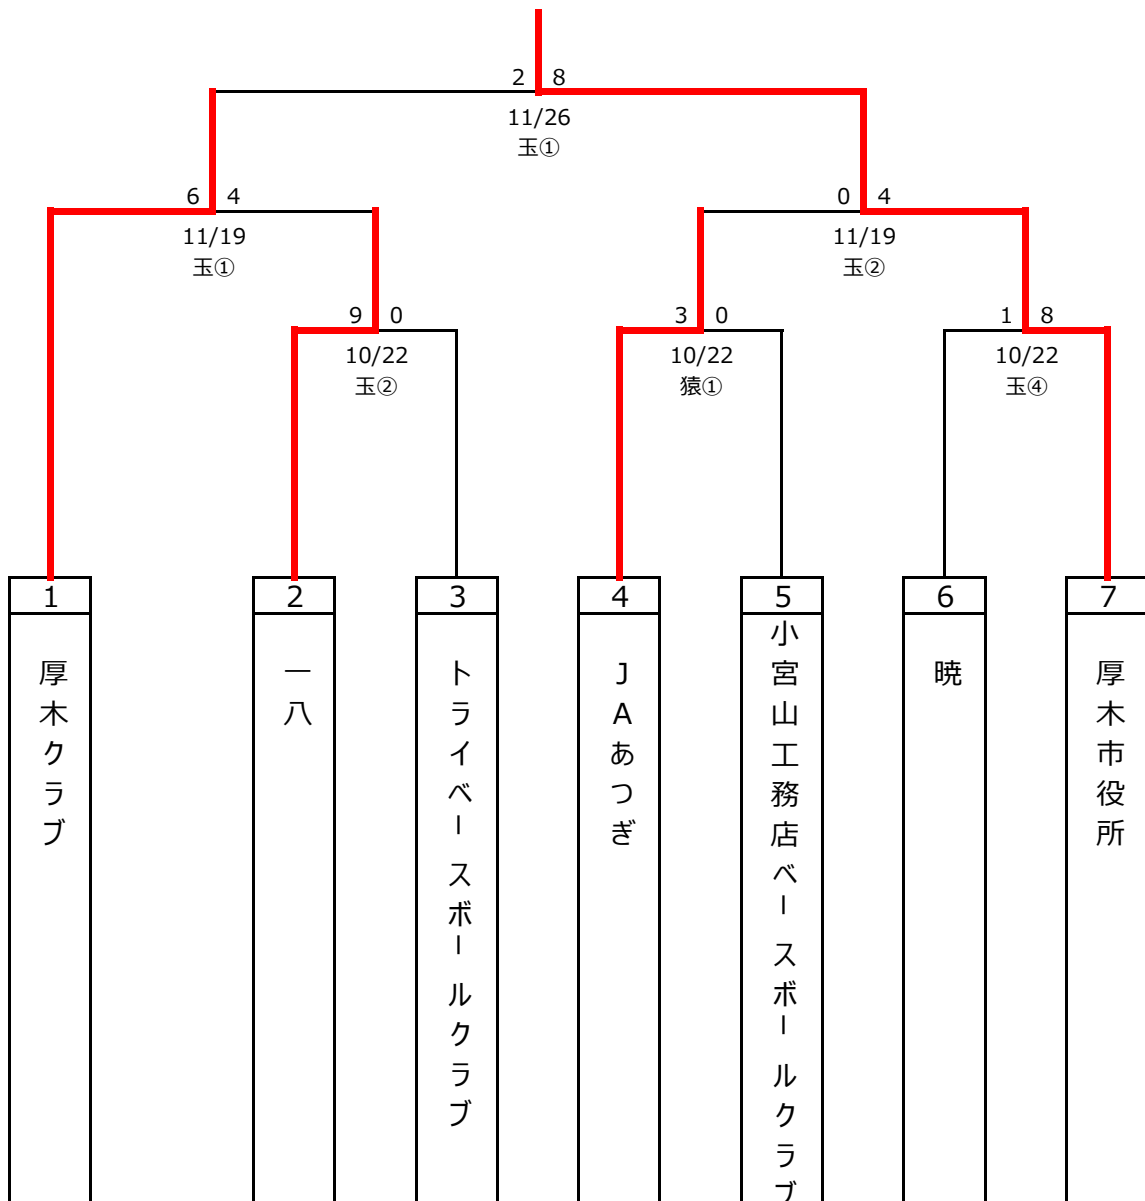 2 8
11/26
玉①
6 4
11/19
玉①
0 4
11/19
玉②
9 0
10/22
玉②
3 0
10/22
猿①
1 8
10/22
玉④
1
厚木クラブ
2
一八
3
トライベースボールクラブ
4
JAあつぎ
5
小宮山工務店ベースボールクラブ
6
暁
7
厚木市役所